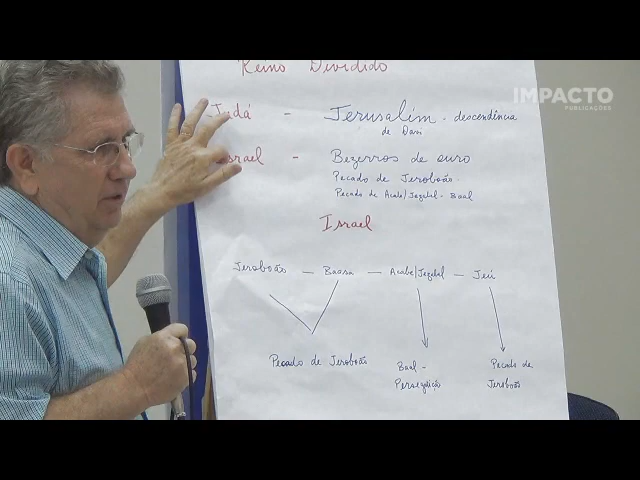 Reino Dividido
IMPACTO
PUBLICAÇÕES
Judá - Jerusalém - descendência
de Davi
Israel - Bezerros de ouro
Pecado de Jeroboão.
Pecado de Acabe/Jezabel - Baal
Israel
Jeroboão - Baasa - Acabe/Jezabel - Jeú
Pecado de Jeroboão
Baal -
Perseguição
Pecado de
Jeroboão